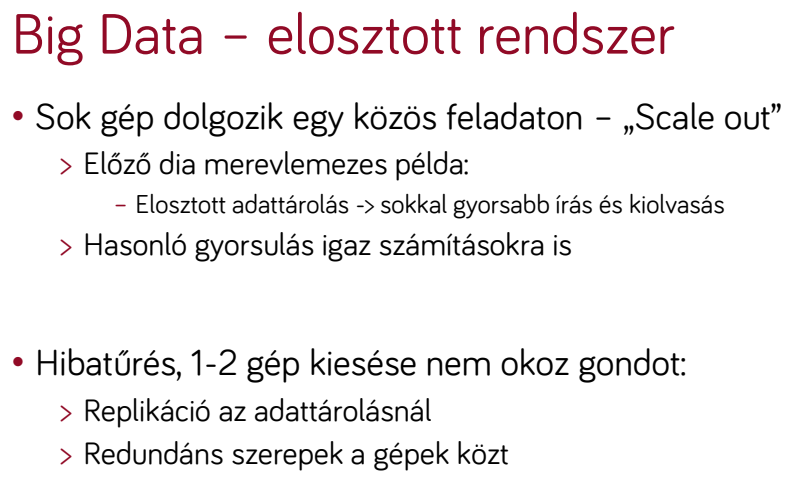 Big Data – elosztott rendszer
• Sok gép dolgozik egy közös feladaton – „Scale out”
> Előző dia merevlemezes példa:
– Elosztott adattárolás -> sokkal gyorsabb írás és kiolvasás
> Hasonló gyorsulás igaz számításokra is
• Hibatűrés, 1-2 gép kiesése nem okoz gondot:
> Replikáció az adattárolásnál
> Redundáns szerepek a gépek közt